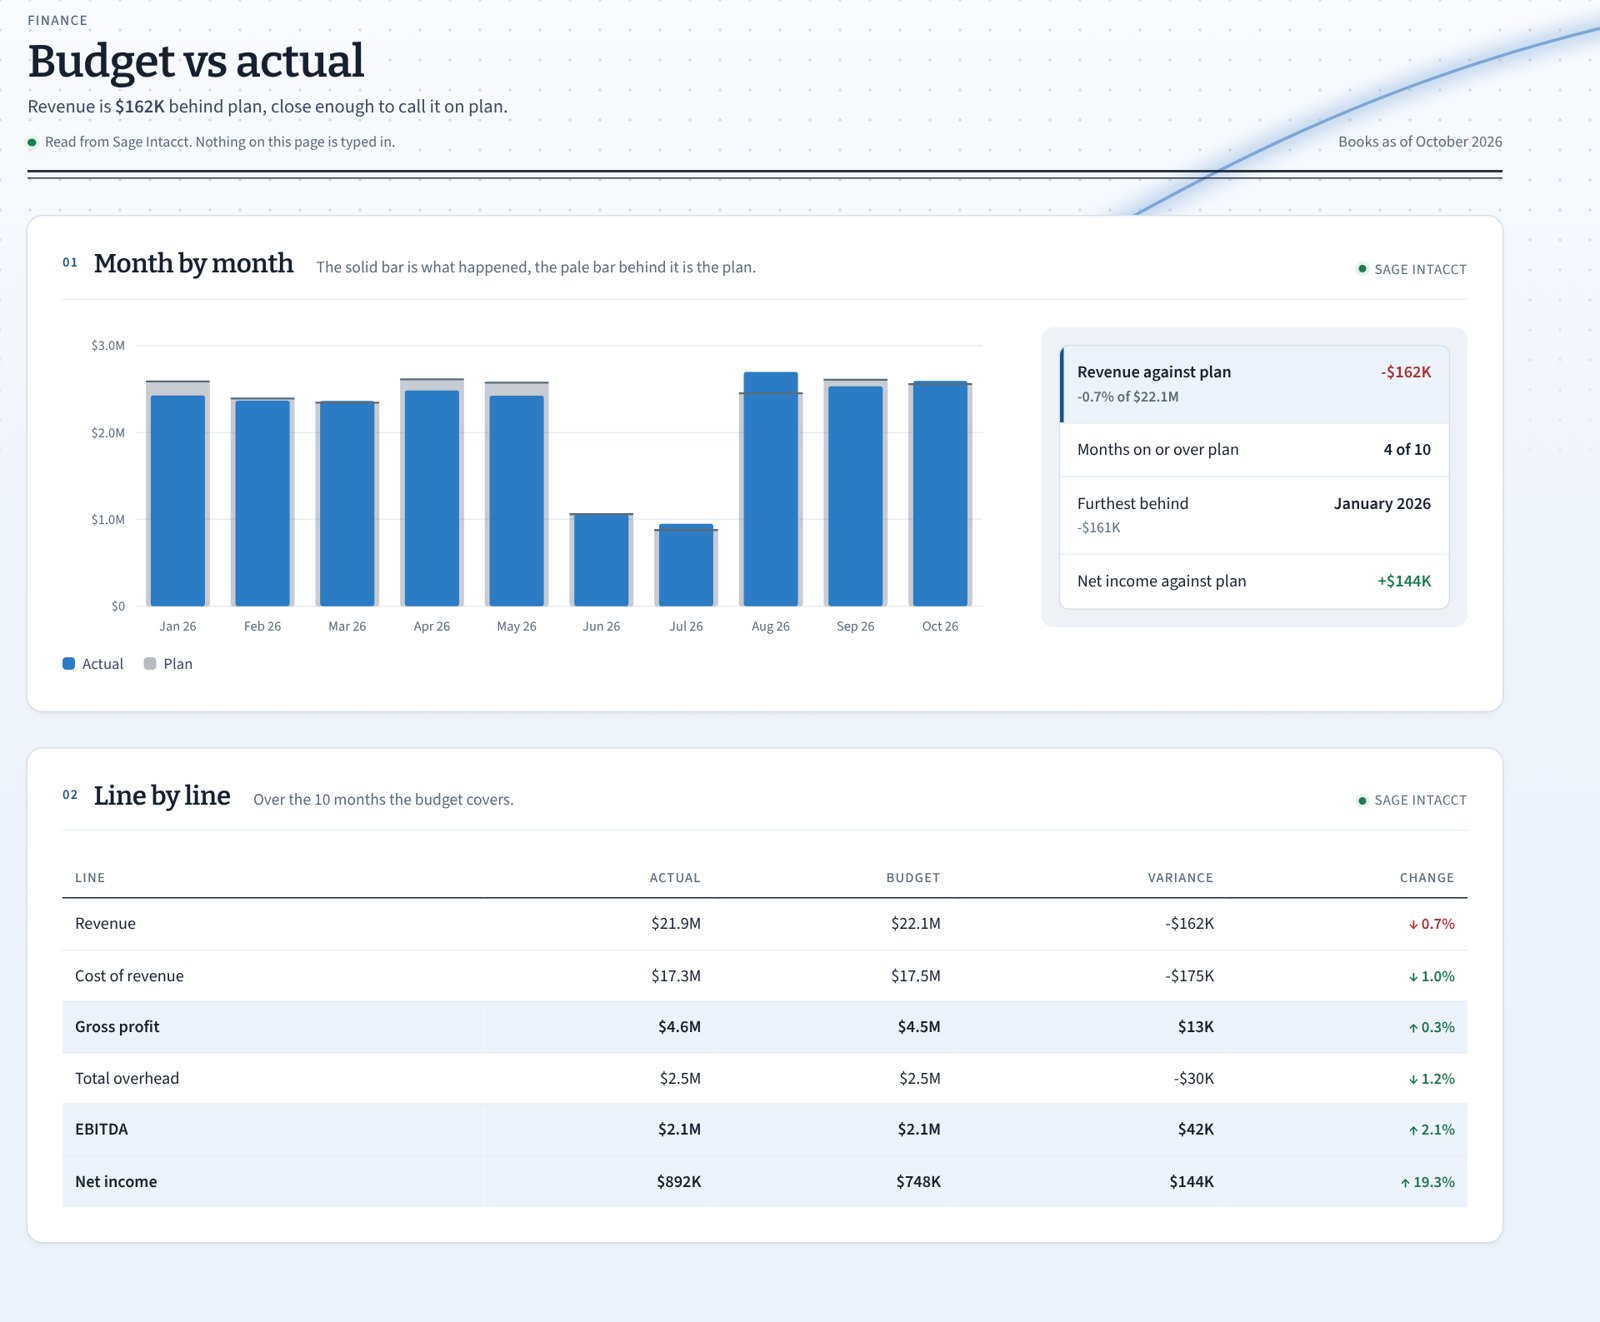 FINANCE
Budget vs actual
Revenue is $162K behind plan, close enough to call it on plan.
Read from Sage Intacct. Nothing on this page is typed in.
Books as of October 2026
01 Month by month The solid bar is what happened, the pale bar behind it is the plan.
SAGE INTACCT
$3.0M
$2.0M
$1.0M
$0
Jan 26 Feb 26 Mar 26 Apr 26 May 26 Jun 26 Jul 26 Aug 26 Sep 26 Oct 26
Actual Plan
Revenue against plan -$162K
-0.7% of $22.1M
Months on or over plan 4 of 10
Furthest behind January 2026
-$161K
Net income against plan +$144K
02 Line by line Over the 10 months the budget covers.
SAGE INTACCT
LINE ACTUAL BUDGET VARIANCE CHANGE
Revenue $21.9M $22.1M -$162K ↓ 0.7%
Cost of revenue $17.3M $17.5M -$175K ↓ 1.0%
Gross profit $4.6M $4.5M $13K ↑ 0.3%
Total overhead $2.5M $2.5M -$30K ↓ 1.2%
EBITDA $2.1M $2.1M $42K ↑ 2.1%
Net income $892K $748K $144K ↑ 19.3%